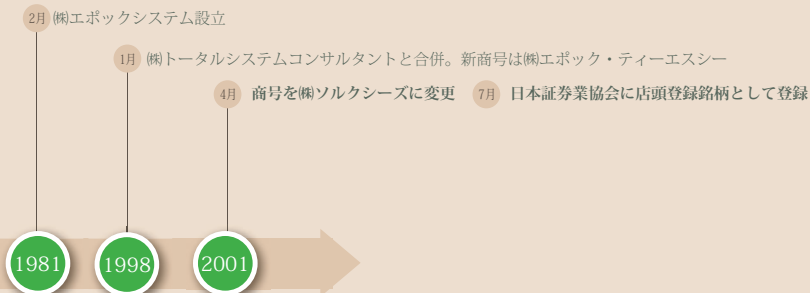 2月 ㈱エポックシステム設立
1月 ㈱トータルシステムコンサルタントと合併。新商号は㈱エポック・ティーエスシー
4月 商号を㈱ソルクシーズに変更 7月 日本証券業協会に店頭登録銘柄として登録
1981 1998 2001